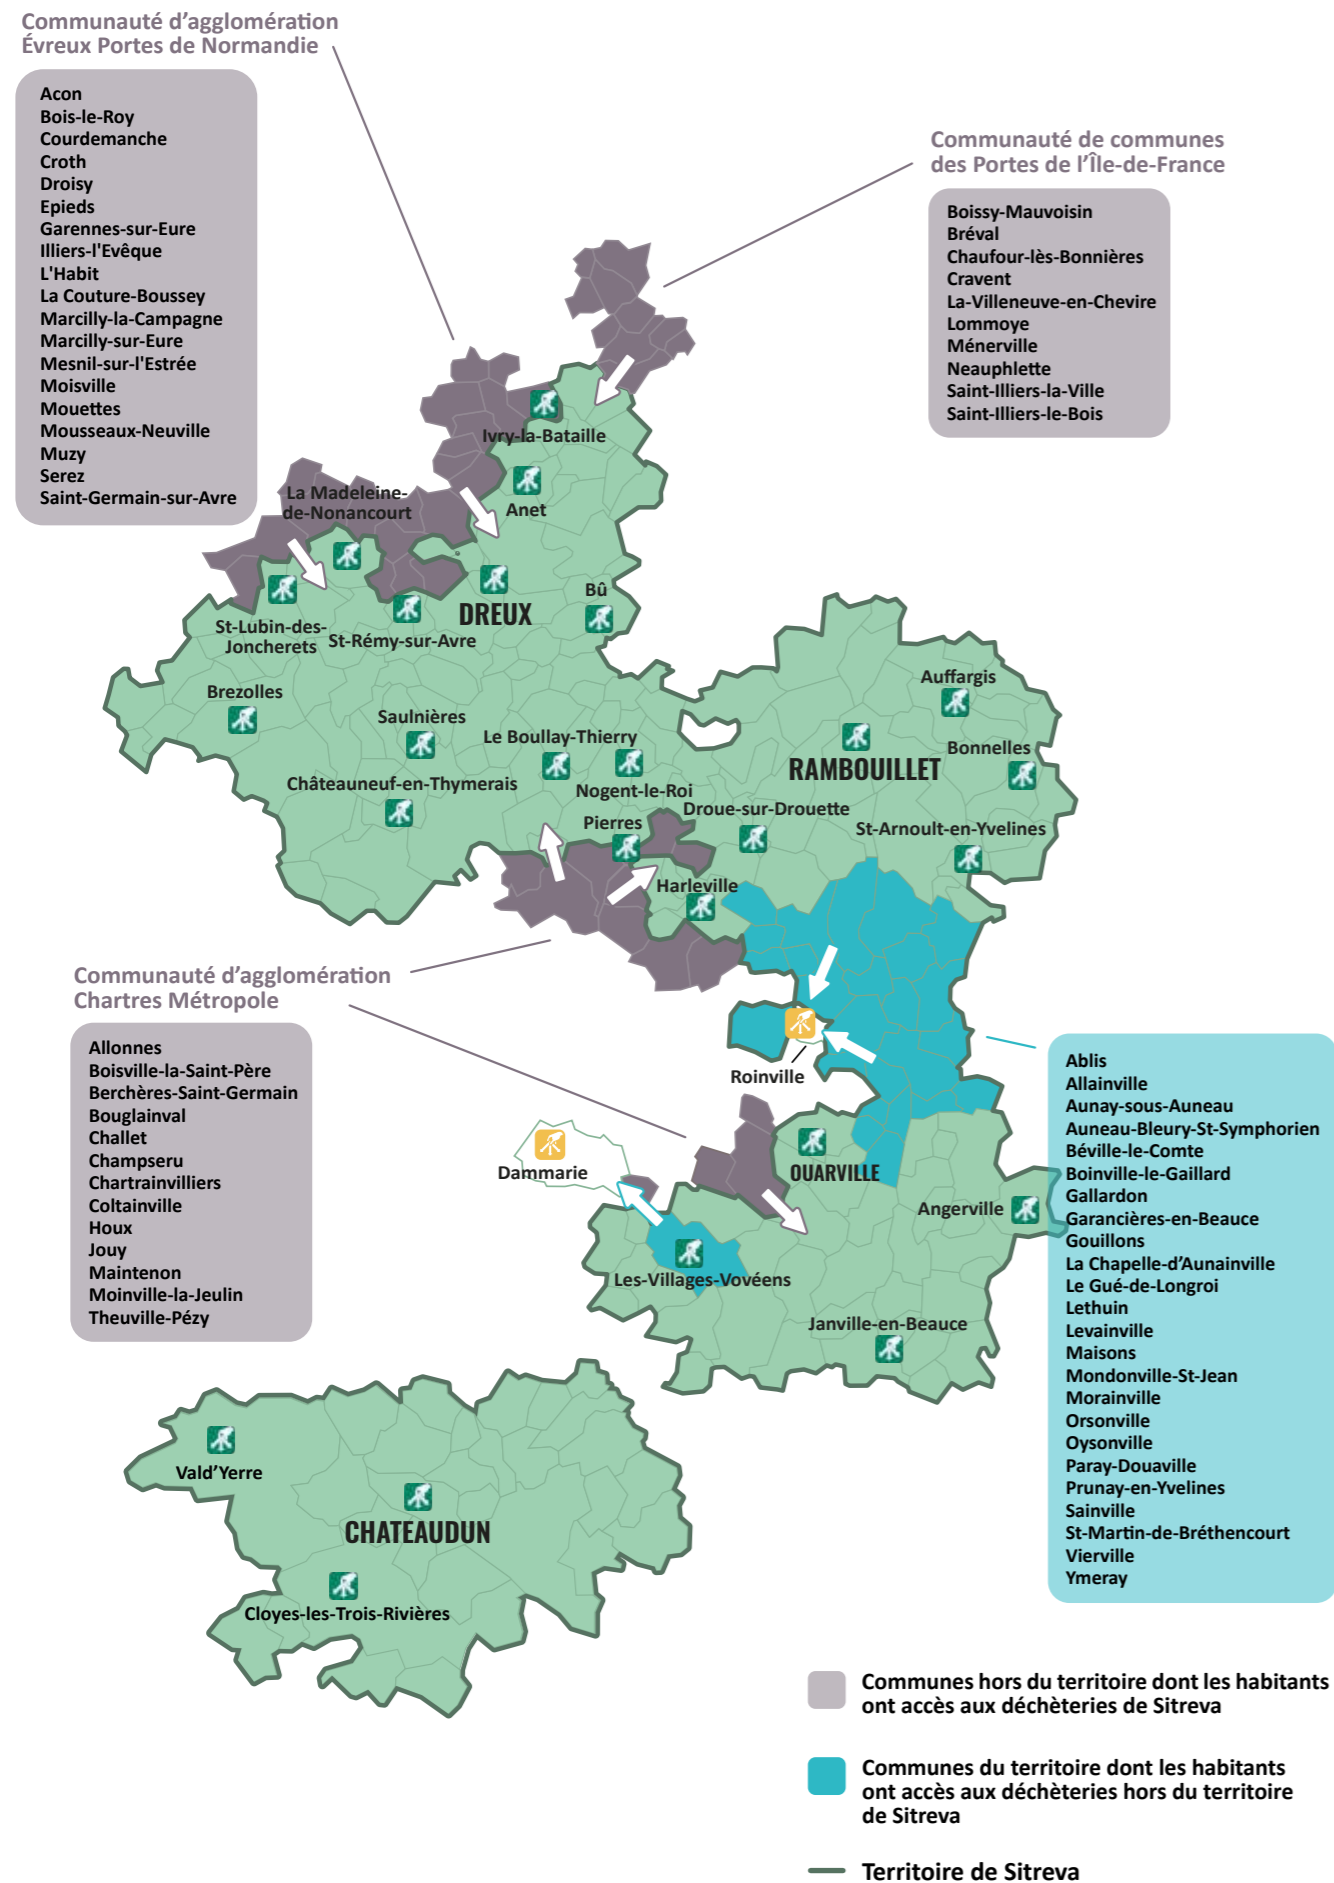 Communauté d'agglomération
Évreux Portes de Normandie
Acon
Bois-le-Roy
Courdemanche
Croth
Droisy
Epieds
Garennes-sur-Eure
Illiers-l'Evêque
L'Habit
La Couture-Boussey
Marcilly-la-Campagne
Marcilly-sur-Eure
Mesnil-sur-l'Estrée
Moisville
Mouettes
Mousseaux-Neuville
Muzy
Serez
Saint-Germain-sur-Avre
Communauté de communes
des Portes de l'Île-de-France
Boissy-Mauvoisin
Bréval
Chaufour-lès-Bonnières
Cravent
La-Villeneuve-en-Chevire
Lommoye
Ménerville
Neauphlette
Saint-Illiers-la-Ville
Saint-Illiers-le-Bois
Ivry-la-Bataille
La Madeleine-
de-Nonancourt
Anet
Bû
DREUX
St-Lubin-des-
Joncherets
St-Rémy-sur-Avre
Brezolles
Saulnières
Le Boullay-Thierry
Châteauneuf-en-Thymerais
Nogent-le-Roi
Pierres
Droue-sur-Drouette
Auffargis
Bonnelles
RAMBOUILLET
St-Arnoult-en-Yvelines
Harleville
Communauté d'agglomération
Chartres Métropole
Allonnes
Boisville-la-Saint-Père
Berchères-Saint-Germain
Bouglainval
Challet
Champseru
Chartrainvilliers
Coltainville
Houx
Jouy
Maintenon
Moinville-la-Jeulin
Theuville-Pézy
Roinville
Dammarie
OUARVILLE
Angerville
Les-Villages-Vovéens
Janville-en-Beauce
Ablis
Allainville
Aunay-sous-Auneau
Auneau-Bleury-St-Symphorien
Béville-le-Comte
Boinville-le-Gaillard
Gallardon
Garancières-en-Beauce
Gouillons
La Chapelle-d'Aunainville
Le Gué-de-Longroi
Lethuin
Levainville
Maisons
Mondonville-St-Jean
Morainville
Orsonville
Oysonville
Paray-Douaville
Prunay-en-Yvelines
Sainville
St-Martin-de-Bréthencourt
Vierville
Ymeray
Vald'Yerre
CHATEAUDUN
Cloyes-les-Trois-Rivières
Communes hors du territoire dont les habitants
ont accès aux déchèteries de Sitreva
Communes du territoire dont les habitants
ont accès aux déchèteries hors du territoire
de Sitreva
Territoire de Sitreva